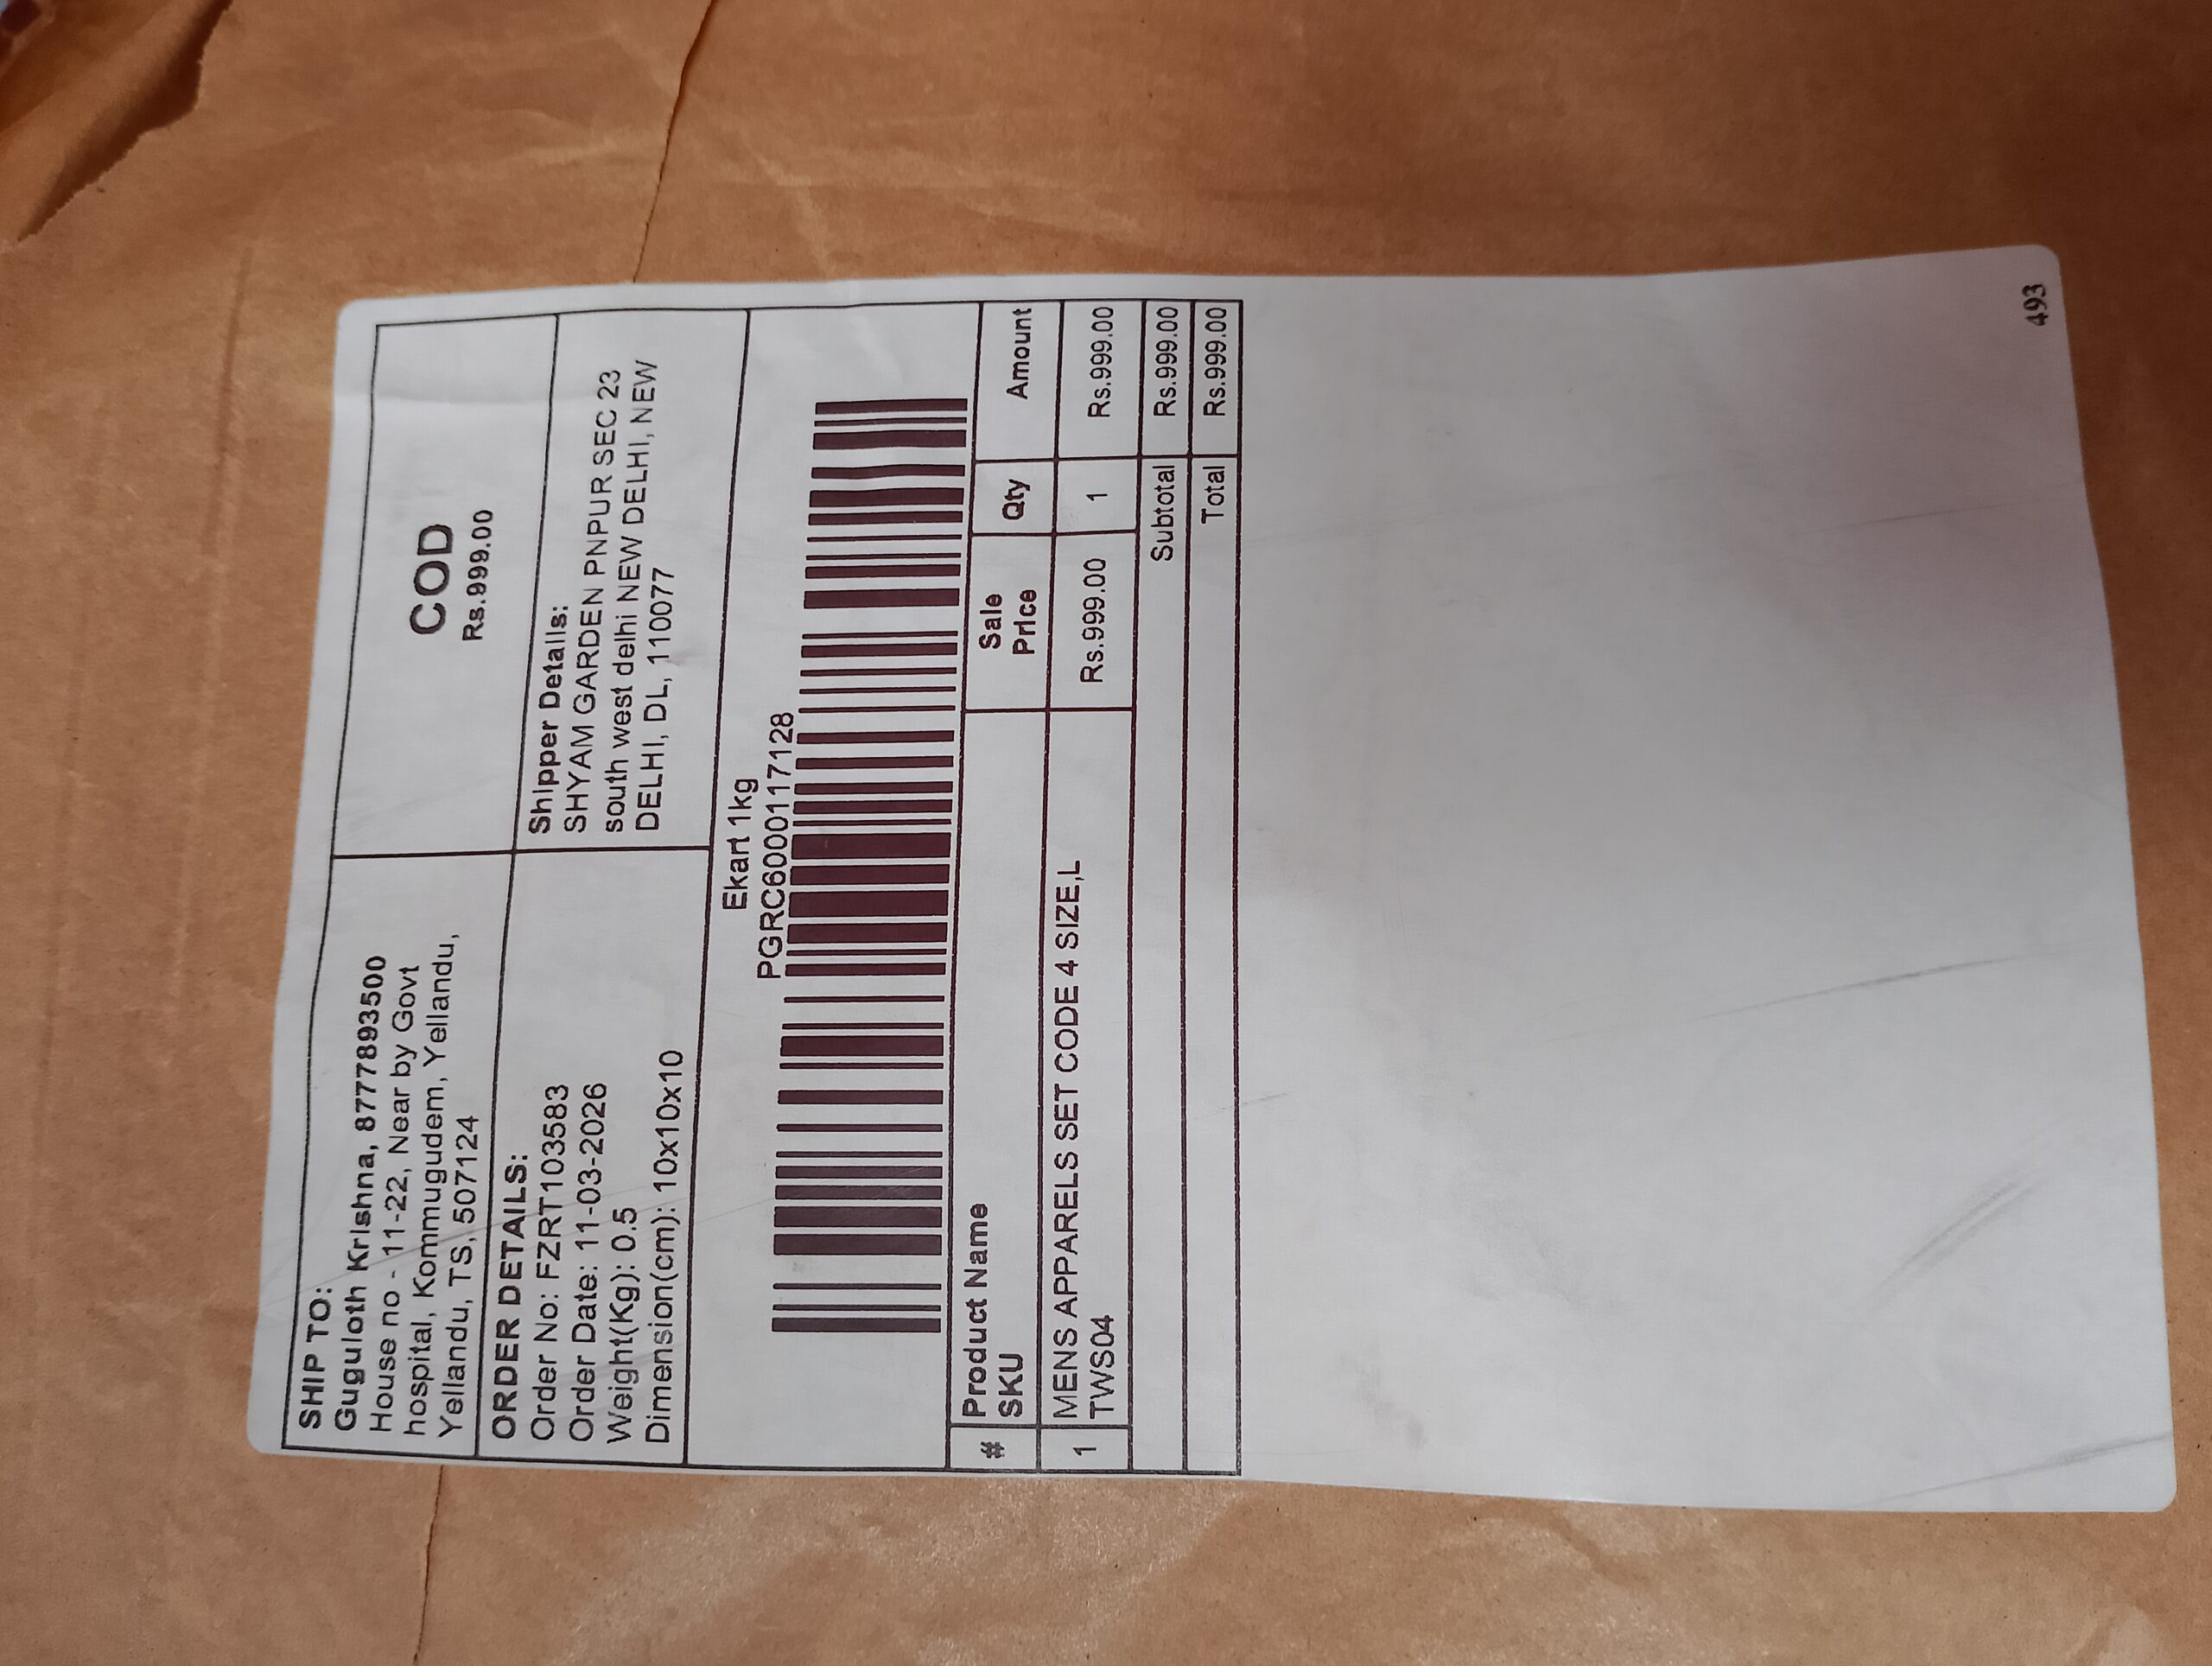 SHIP TO:
Guguloth Krishna, 8777893500
House no - 11-22, Near by Govt
hospital, Kommugudem, Yellandu,
Yellandu, TS, 507124
COD
Rs.999.00
ORDER DETAILS:
Order No: FZRT103583
Order Date: 11-03-2026
Weight(Kg): 0.5
Dimension(cm): 10x10x10
Shipper Details:
SHYAM GARDEN PNPUR SEC 23
south west delhi NEW DELHI, NEW
DELHI, DL, 110077
Ekart 1kg
PGRC6000117128
# Product Name SKU Sale Price Qty Amount
1 MENS APPARELS SET CODE 4 SIZE,L Rs.999.00 1 Rs.999.00
TWS04
Subtotal Rs.999.00
Total Rs.999.00
493